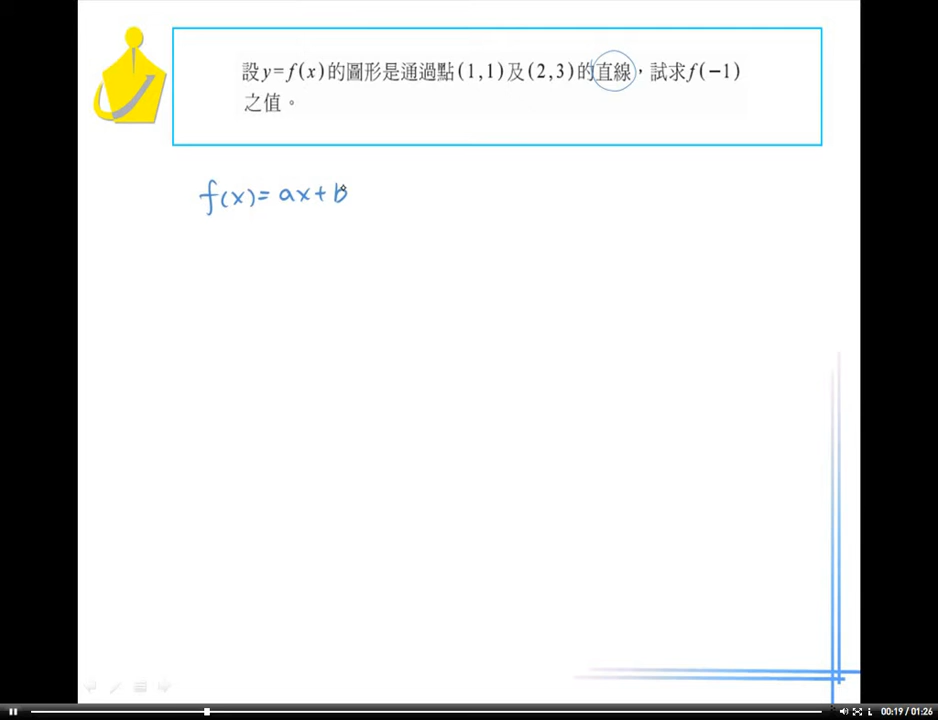 設y=f(x)的圖形是通過點(1,1)及(2,3)的直線，試求f(−1)
之值。
f(x)= ax+b
00:19 / 01:26